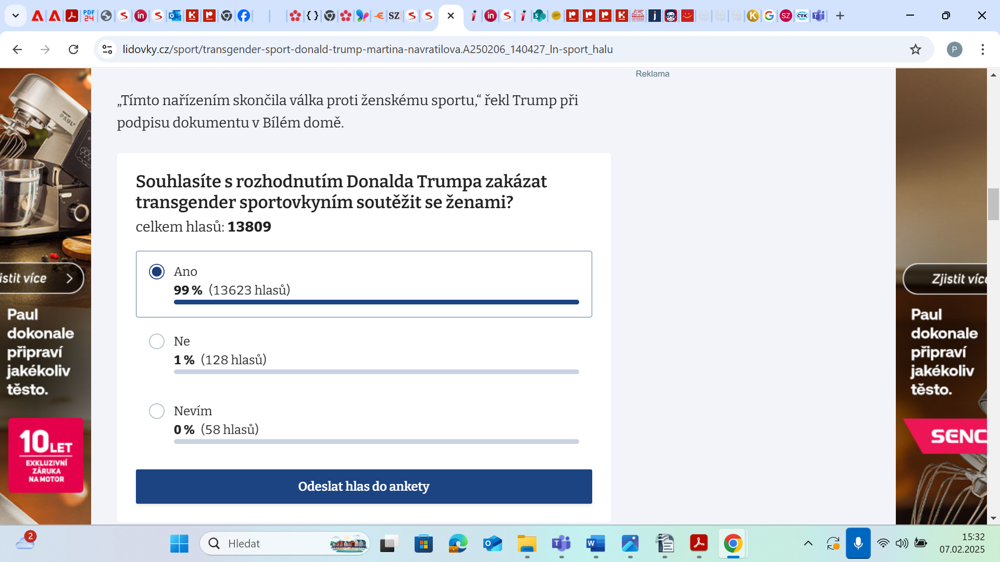 lidovky.cz/sport/transgender-sport-donald-trump-martina-navratilova.A250206_140427_ln-sport_halu
P
Reklama
„Tímto nařízením skončila válka proti ženskému sportu,“ řekl Trump při
podpisu dokumentu v Bílém domě.
Souhlasíte s rozhodnutím Donalda Trumpa zakázat
transgender sportovkyním soutěžit se ženami?
celkem hlasů: 13809
Ano
99 % (13623 hlasů)
Ne
1 % (128 hlasů)
Nevím
0 % (58 hlasů)
Odeslat hlas do ankety
jistit více
Paul
dokonale
připraví
jakékoliv
těsto.
10 LET
EXKLUZIVNÍ
ZÁRUKA
NA MOTOR
Zjistit více
Paul
dokonale
připraví
jakékoliv
těsto.
SENC
2
Hledat
15:32
07.02.2025